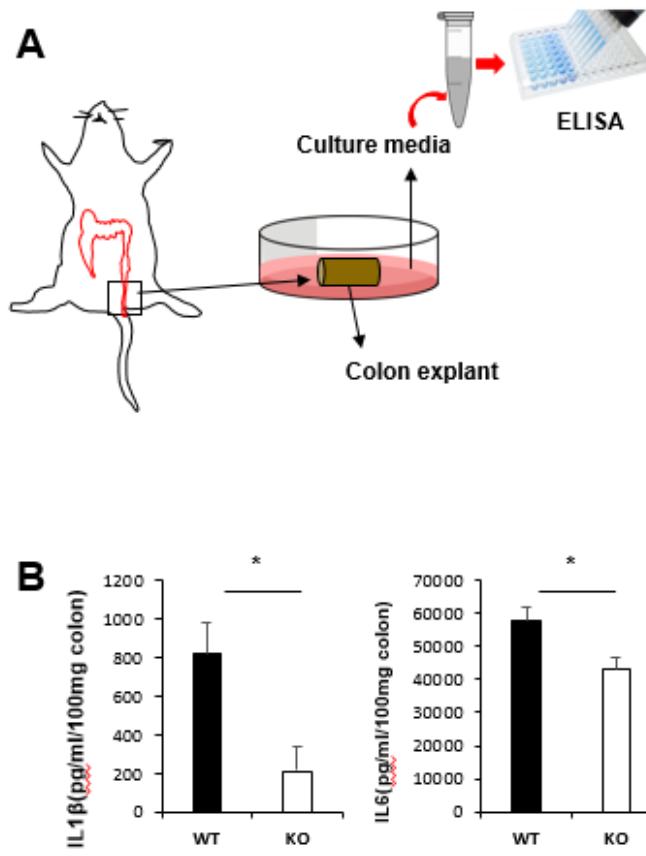 A
ELISA
Culture media
Colon explant
B
*
1200
1000
800
600
400
200
0
IL1β(pg/ml/100mg colon)
WT KO
*
70000
60000
50000
40000
30000
20000
10000
0
IL6(pg/ml/100mg colon)
WT KO